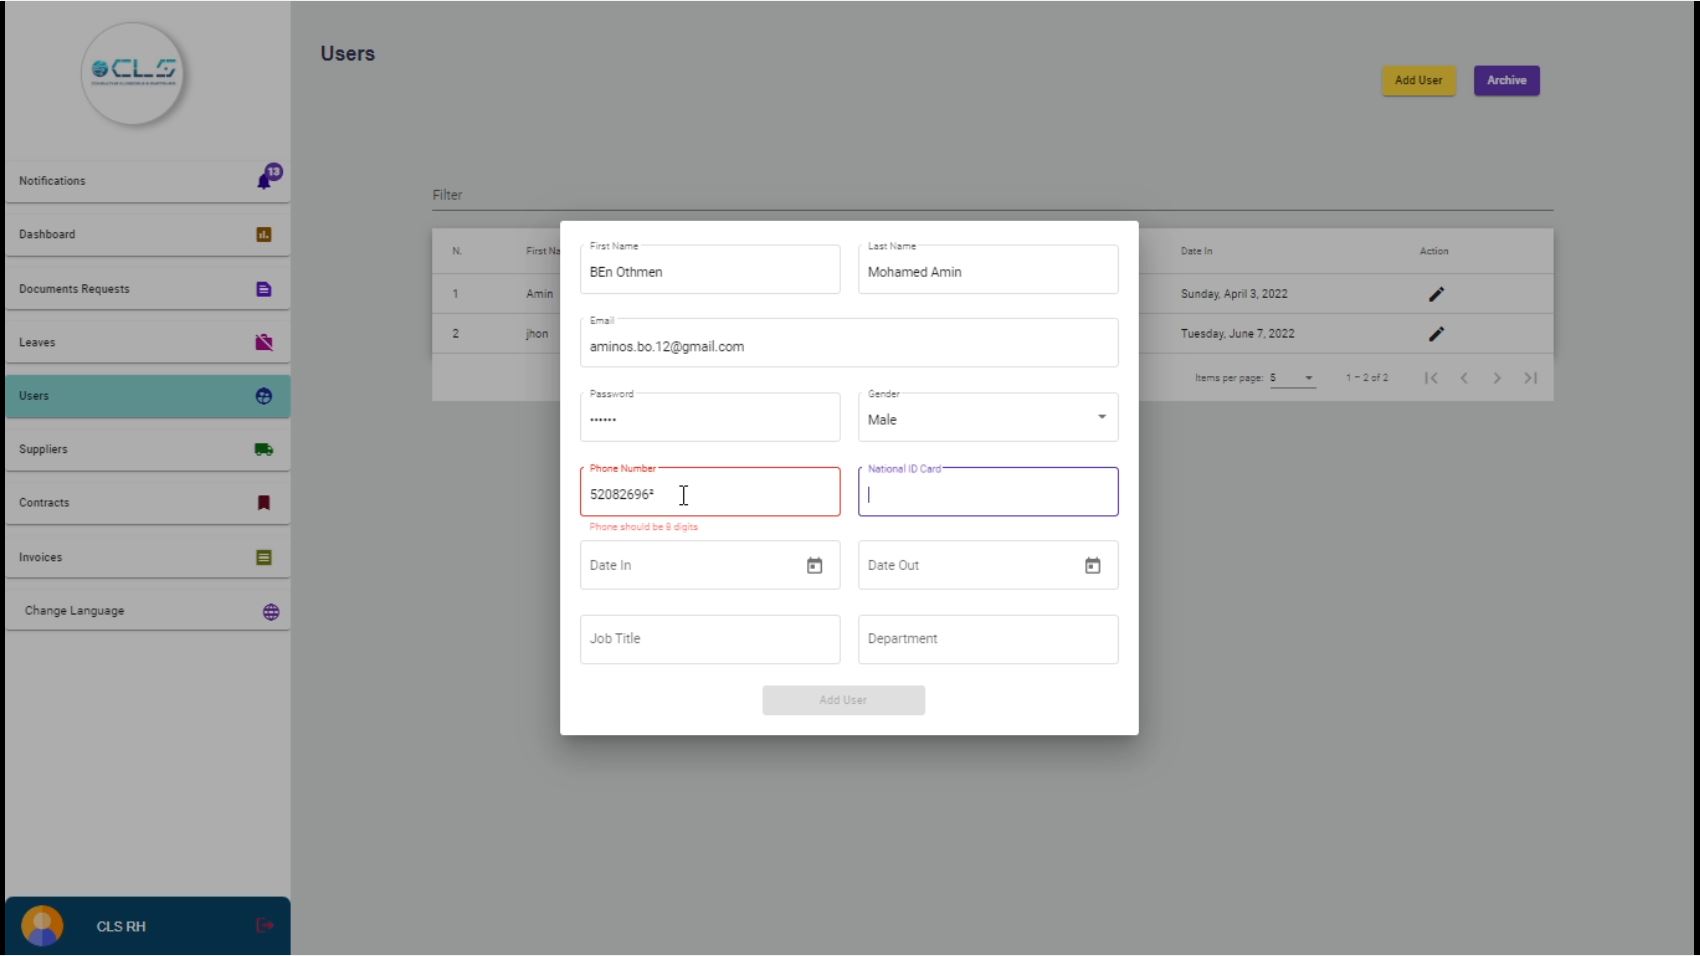 CLS
Users
Add User
Archive
Notifications
13
Dashboard
Documents Requests
Leaves
Users
Suppliers
Contracts
Invoices
Change Language
CLS RH
Filter
N.
First Na
Date In
Action
1
Amin
Sunday, April 3, 2022
2
jhon
Tuesday, June 7, 2022
Items per page: 5
1 – 2 of 2
First Name
BEn Othmen
Last Name
Mohamed Amin
Email
aminos.bo.12@gmail.com
Password
••••••
Gender
Male
Phone Number
52082696²
Phone should be 8 digits
National ID Card
Date In
Date Out
Job Title
Department
Add User